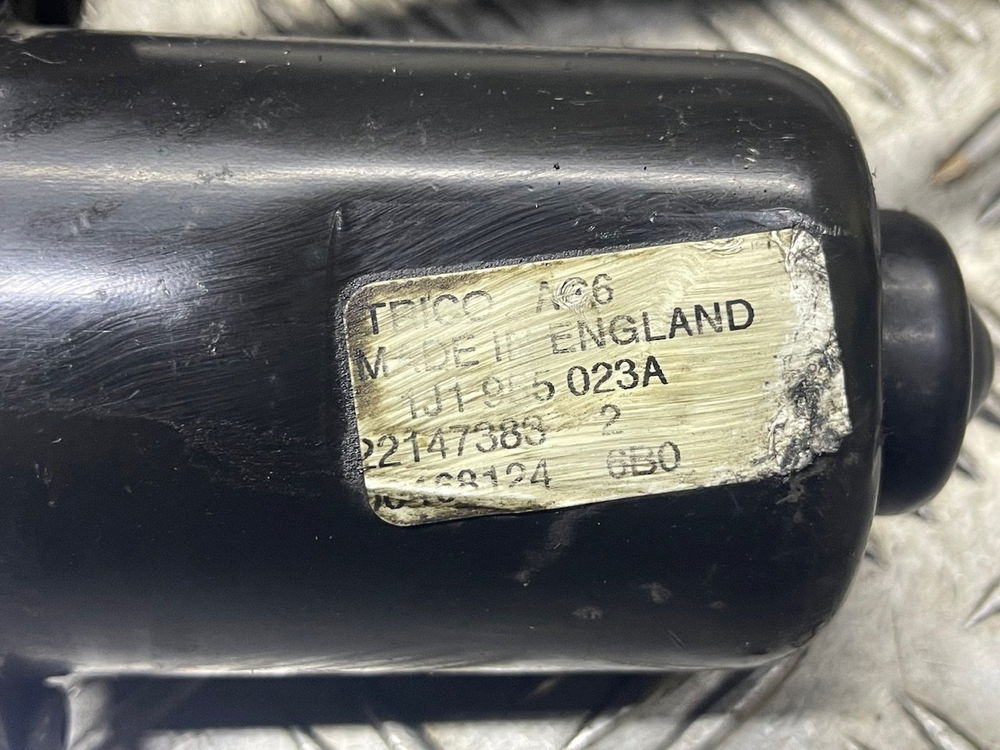 TRICO
MADE IN ENGLAND
1J1 955 023A
22147383 2
6B0